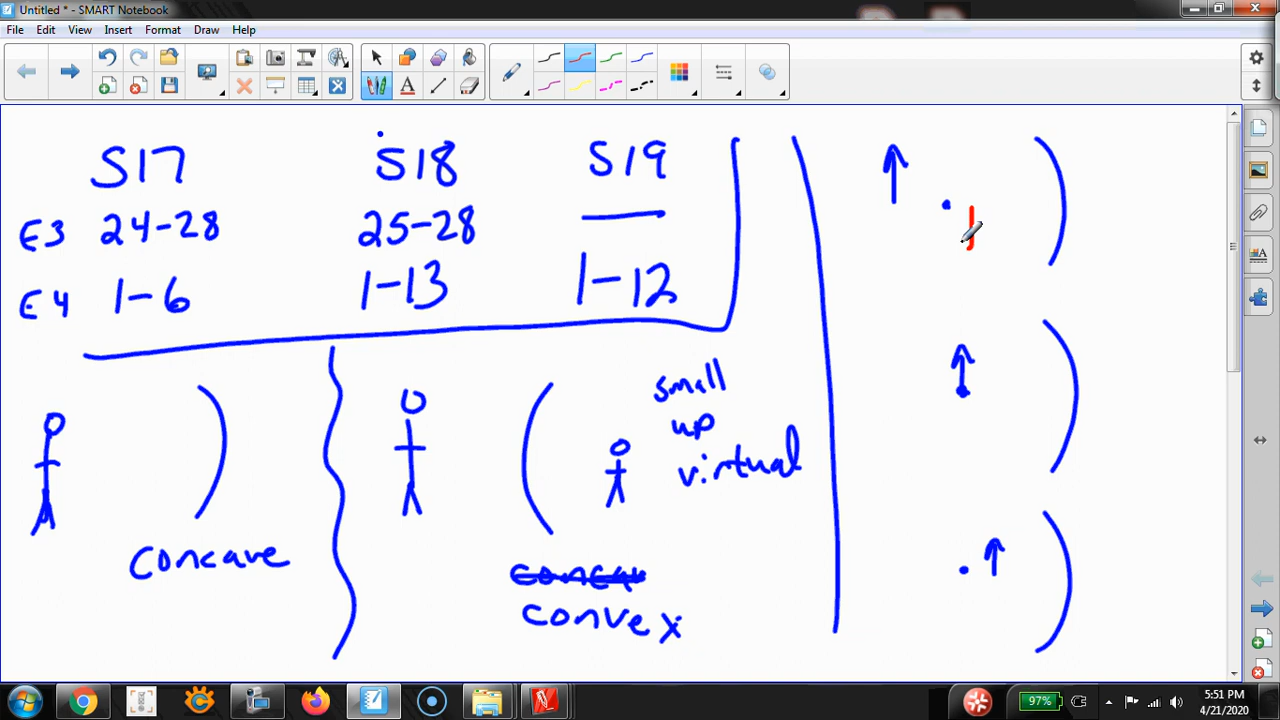 Untitled * - SMART Notebook
File Edit View Insert Format Draw Help
S17 S18 S19
E3 24-28 25-28 —
E4 1-6 1-13 1-12
small
up
virtual
concave
concav
convex
97%
5:51 PM
4/21/2020